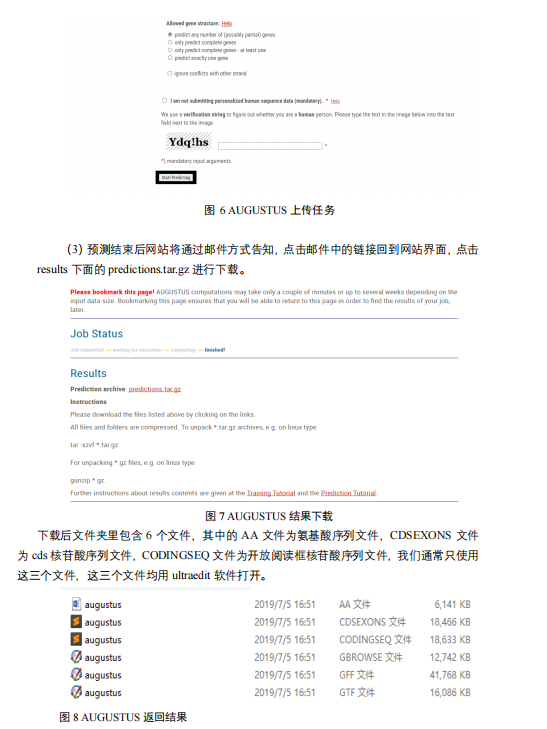 Allowed gene structure: Help
predict any number of (possibly partial) genes
only predict complete genes
only predict complete genes - at least one
predict exactly one gene
ignore conflicts with other strand
I am not submitting personalized human sequence data (mandatory). * Help
We use a verification string to figure out whether you are a human person. Please type the text in the image below into the text
field next to the image.
Ydq!hs *
*) mandatory input arguments
Start Predicting
图 6 AUGUSTUS 上传任务
（3）预测结束后网站将通过邮件方式告知，点击邮件中的链接回到网站界面，点击
results 下面的 predictions.tar.gz 进行下载。
Please bookmark this page! AUGUSTUS computations may take only a couple of minutes or up to several weeks depending on the
input data size. Bookmarking this page ensures that you will be able to return to this page in order to find the results of your job,
later.
Job Status
Job submitted → waiting for execution → computing → finished!
Results
Prediction archive predictions.tar.gz
Instructions
Please download the files listed above by clicking on the links.
All files and folders are compressed. To unpack *.tar.gz archives, e.g. on linux type
tar -xzvf *.tar.gz
For unpacking *.gz files, e.g. on linux type
gunzip *.gz
Further instructions about results contents are given at the Training Tutorial and the Prediction Tutorial
图 7 AUGUSTUS 结果下载
下载后文件夹里包含 6 个文件，其中的 AA 文件为氨基酸序列文件，CDSEXONS 文件
为 cds 核苷酸序列文件，CODINGSEQ 文件为开放阅读框核苷酸序列文件，我们通常只使用
这三个文件，这三个文件均用 ultraedit 软件打开。
augustus 2019/7/5 16:51 AA 文件 6,141 KB
augustus 2019/7/5 16:51 CDSEXONS 文件 18,466 KB
augustus 2019/7/5 16:51 CODINGSEQ 文件 18,633 KB
augustus 2019/7/5 16:51 GBROWSE 文件 12,742 KB
augustus 2019/7/5 16:51 GFF 文件 41,768 KB
augustus 2019/7/5 16:51 GTF 文件 16,086 KB
图 8 AUGUSTUS 返回结果